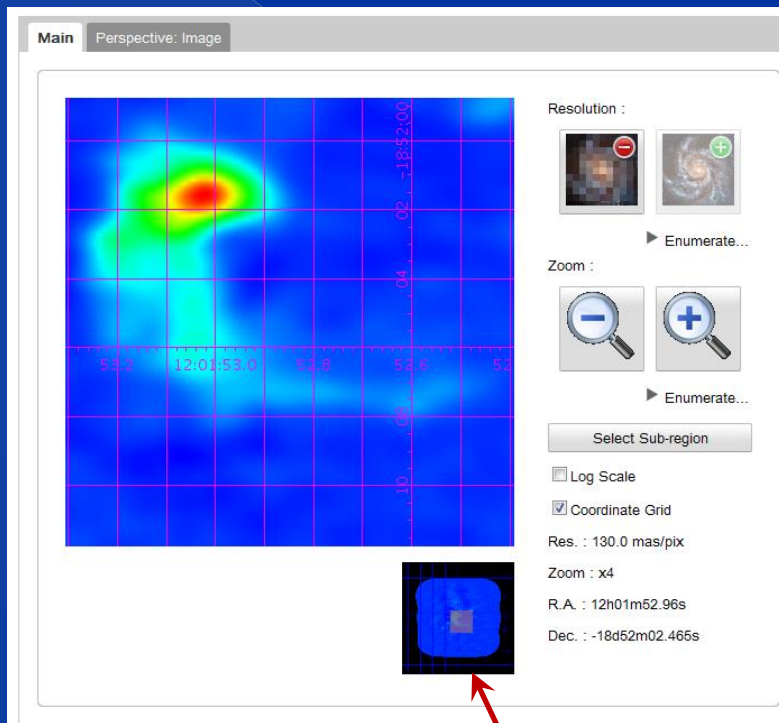 Main
Perspective: Image
Resolution :
Enumerate...
Zoom :
Enumerate...
Select Sub-region
Log Scale
Coordinate Grid
Res. : 130.0 mas/pix
Zoom : x4
R.A. : 12h01m52.96s
Dec. : -18d52m02.465s
-18:52:00
02
04
53.2 12:01:53.0 52.8 52.6 52
08
10